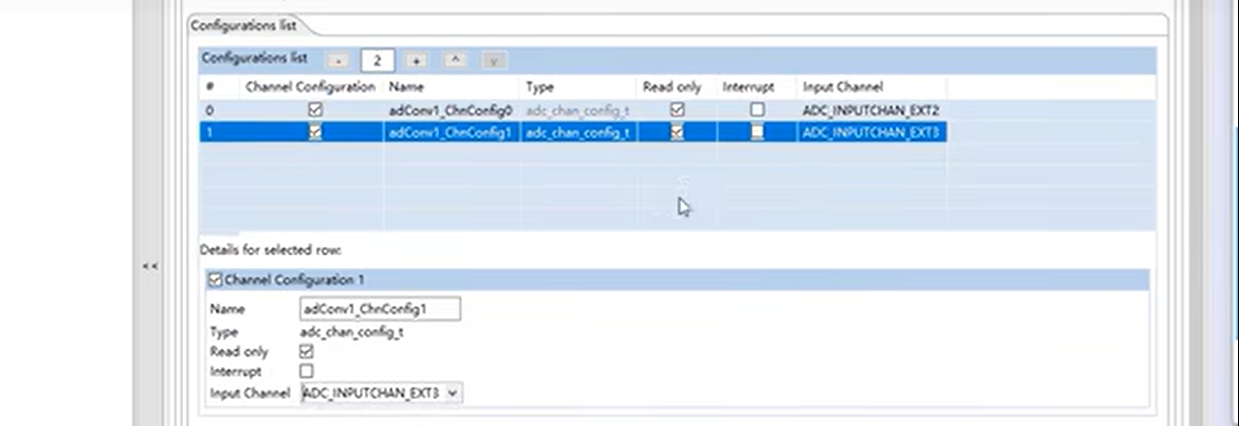 Configurations list
Configurations list - 2 + ^ v
# Channel Configuration Name Type Read only Interrupt Input Channel
0 adConv1_ChnConfig0 adc_chan_config_t ADC_INPUTCHAN_EXT2
1 adConv1_ChnConfig1 adc_chan_config_t ADC_INPUTCHAN_EXT3
Details for selected row:
<<
Channel Configuration 1
Name adConv1_ChnConfig1
Type adc_chan_config_t
Read only
Interrupt
Input Channel ADC_INPUTCHAN_EXT3